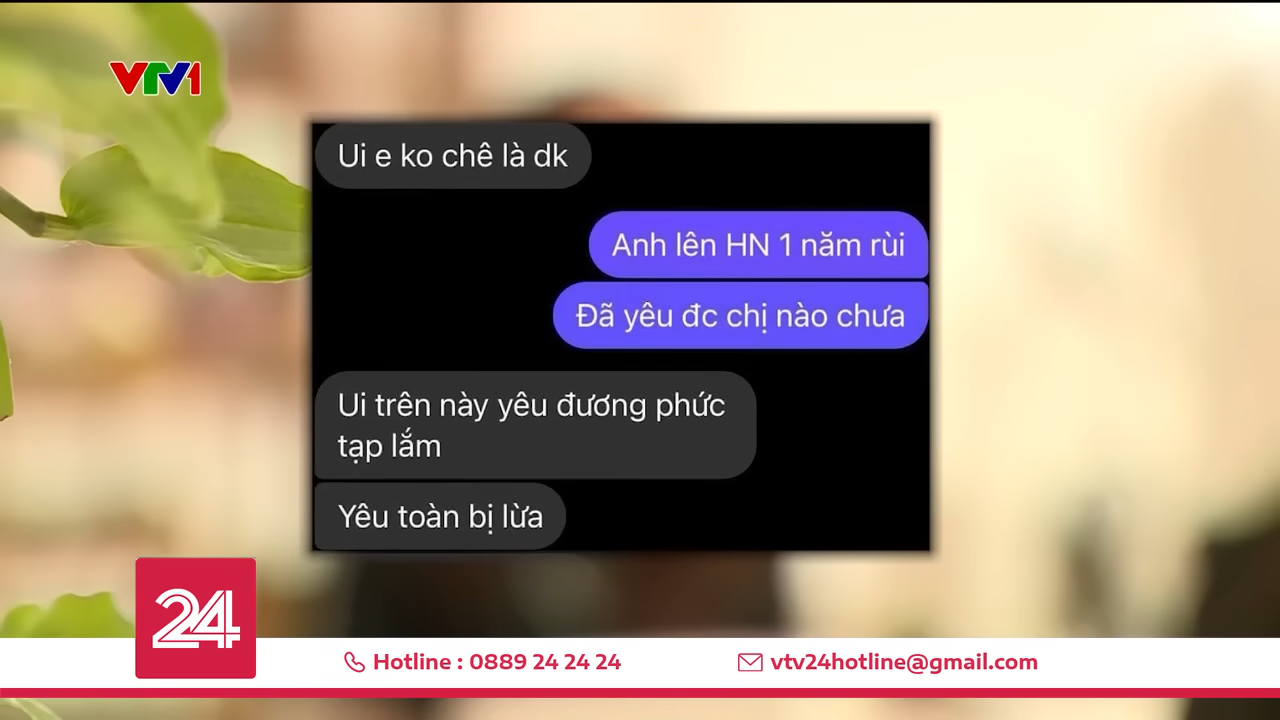 VTV1
Ui e ko chê là dk
Anh lên HN 1 năm rùi
Đã yêu đc chị nào chưa
Ui trên này yêu đương phức
tạp lắm
Yêu toàn bị lừa
24
Hotline : 0889 24 24 24
vtv24hotline@gmail.com